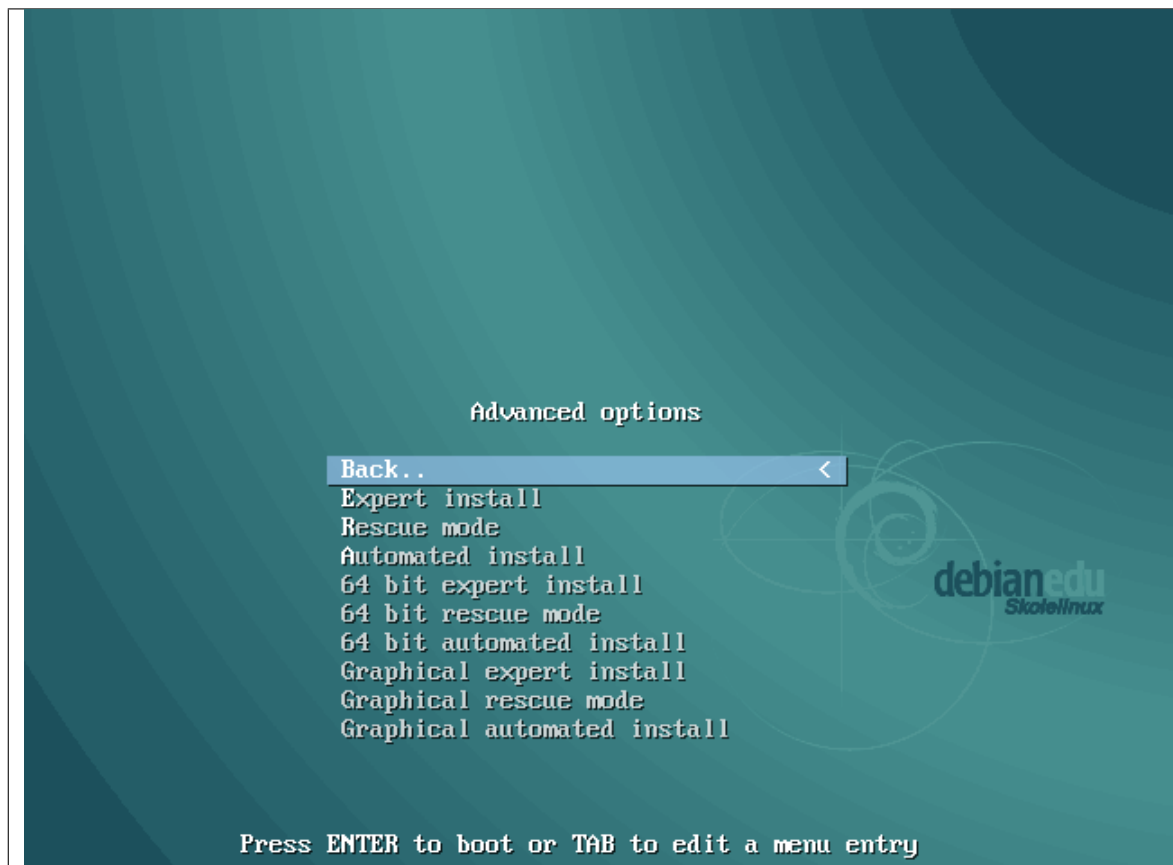 Advanced options
Back.. <
Expert install
Rescue mode
Automated install
64 bit expert install
64 bit rescue mode
64 bit automated install
Graphical expert install
Graphical rescue mode
Graphical automated install
debianedu
Skolelinux
Press ENTER to boot or TAB to edit a menu entry